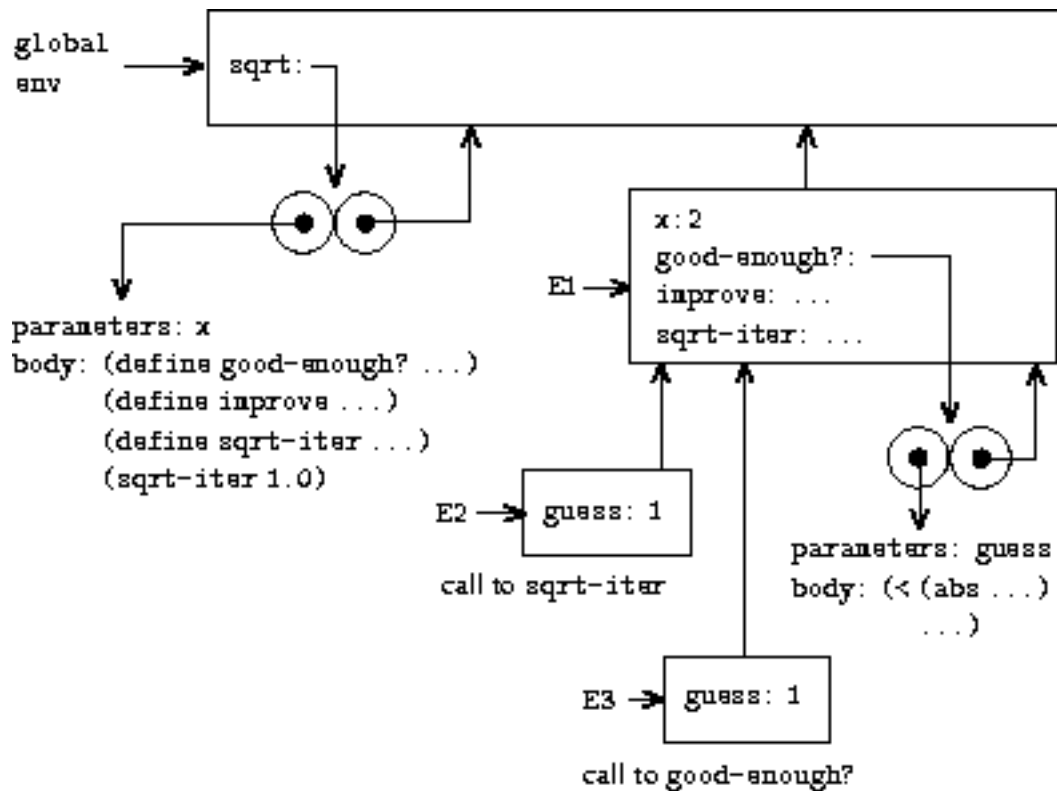 global
env
sqrt:
x:2
good-enough?:
E1
improve: ...
sqrt-iter: ...
parameters: x
body: (define good-enough? ...)
(define improve ...)
(define sqrt-iter ...)
(sqrt-iter 1.0)
E2
guess: 1
call to sqrt-iter
parameters: guess
body: (< (abs ...)
...)
E3
guess: 1
call to good-enough?